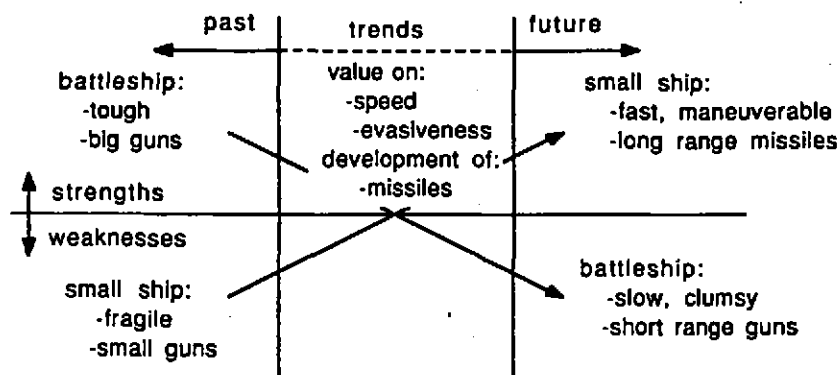 past
trends
future
battleship:
-tough
-big guns
value on:
-speed
-evasiveness
development of:
-missiles
small ship:
-fast, maneuverable
-long range missiles
strengths
weaknesses
small ship:
-fragile
-small guns
battleship:
-slow, clumsy
-short range guns